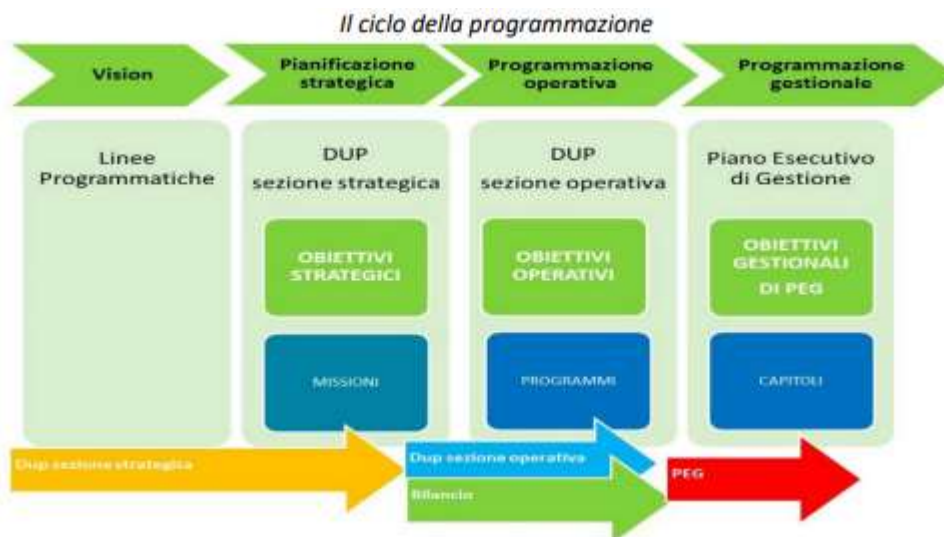 Il ciclo della programmazione
Vision
Pianificazione
strategica
Programmazione
operativa
Programmazione
gestionale
Linee
Programmatiche
DUP
sezione strategica
OBIETTIVI
STRATEGICI
MISSIONI
DUP
sezione operativa
OBIETTIVI
OPERATIVI
PROGRAMMI
Piano Esecutivo
di Gestione
OBIETTIVI
GESTIONALI
DI PEG
CAPITOLI
Dup sezione strategica
Dup sezione operativa
Bilancio
PEG